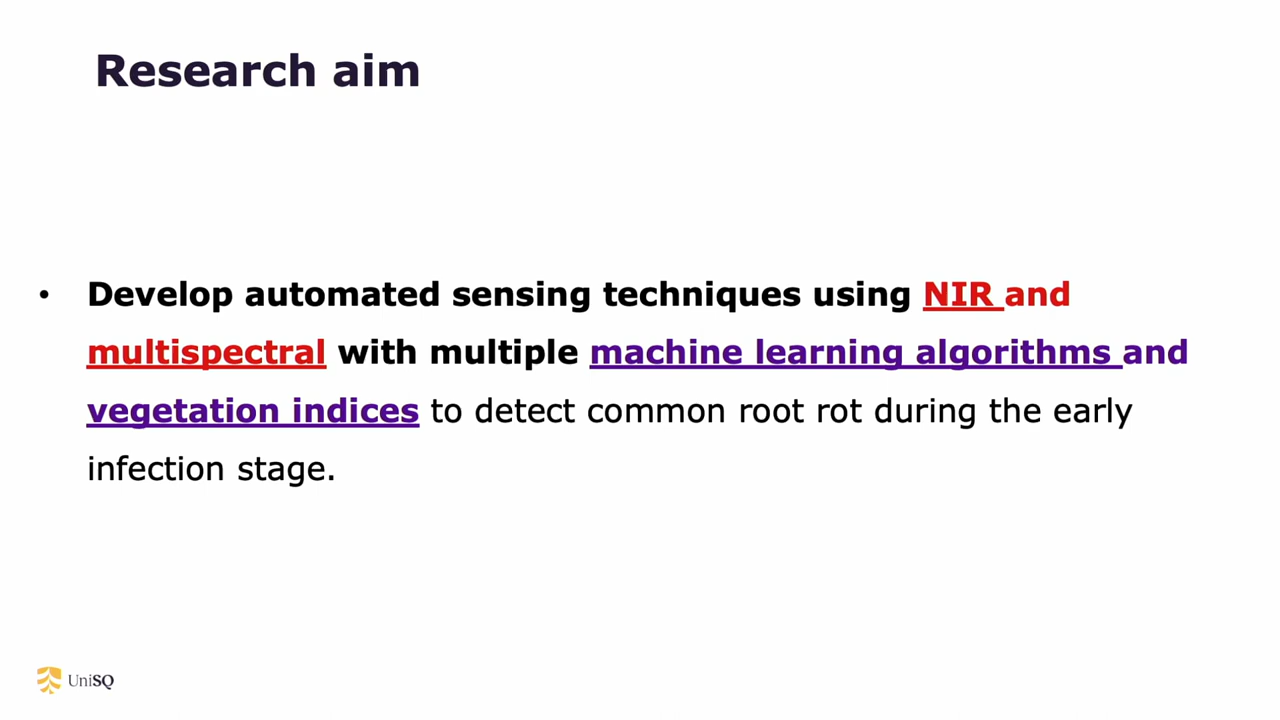 Research aim
• Develop automated sensing techniques using NIR and
multispectral with multiple machine learning algorithms and
vegetation indices to detect common root rot during the early
infection stage.
UniSQ